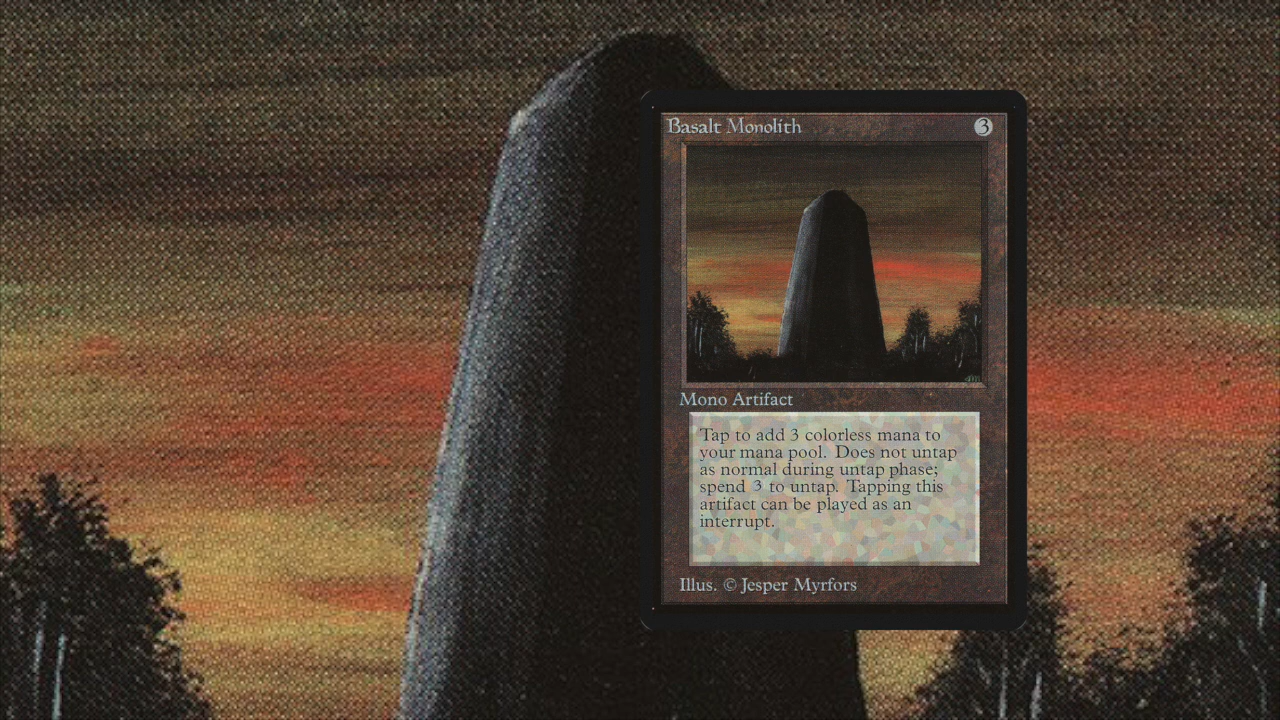 Basalt Monolith 3
Mono Artifact
Tap to add 3 colorless mana to
your mana pool. Does not untap
as normal during untap phase;
spend 3 to untap. Tapping this
artifact can be played as an
interrupt.
Illus. © Jesper Myrfors